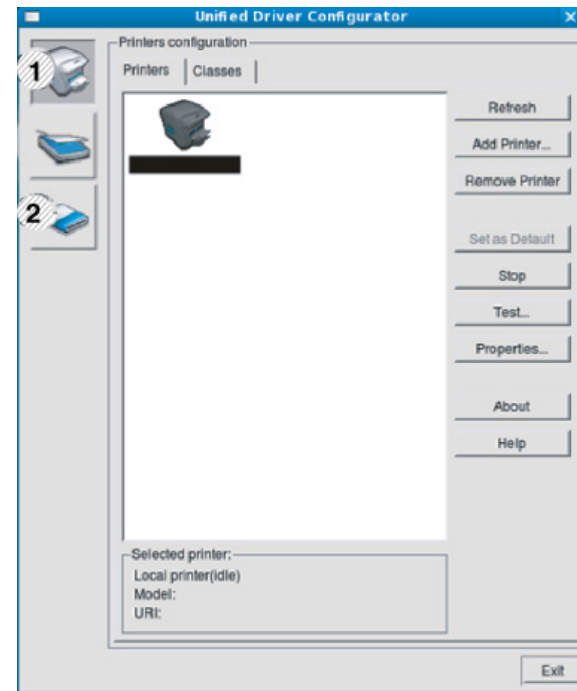 Unified Driver Configurator
1
2
Printers configuration
Printers
Classes
Refresh
Add Printer...
Remove Printer
Set as Default
Stop
Test...
Properties...
About
Help
Selected printer:
Local printer(idle)
Model:
URI:
Exit